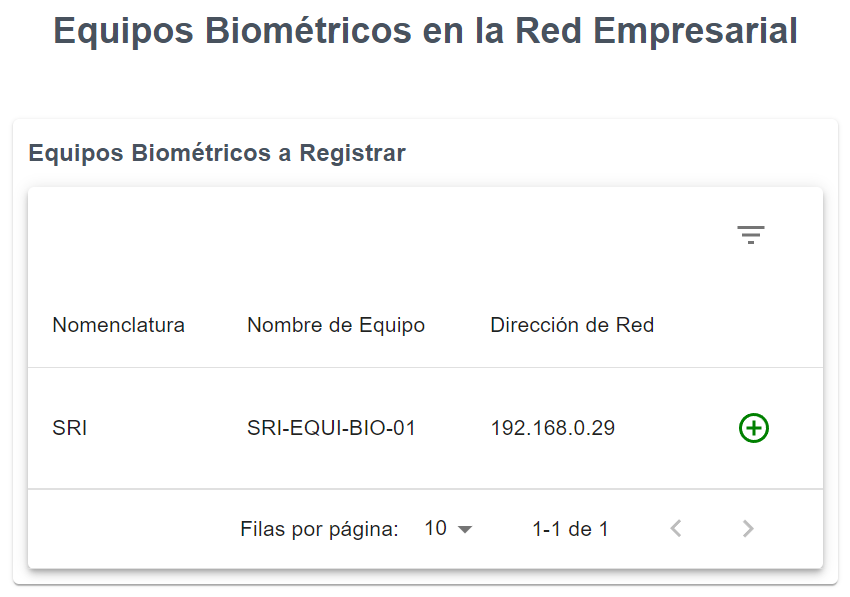 Equipos Biométricos en la Red Empresarial
Equipos Biométricos a Registrar
Nomenclatura Nombre de Equipo Dirección de Red
SRI SRI-EQUI-BIO-01 192.168.0.29
Filas por página: 10 1-1 de 1